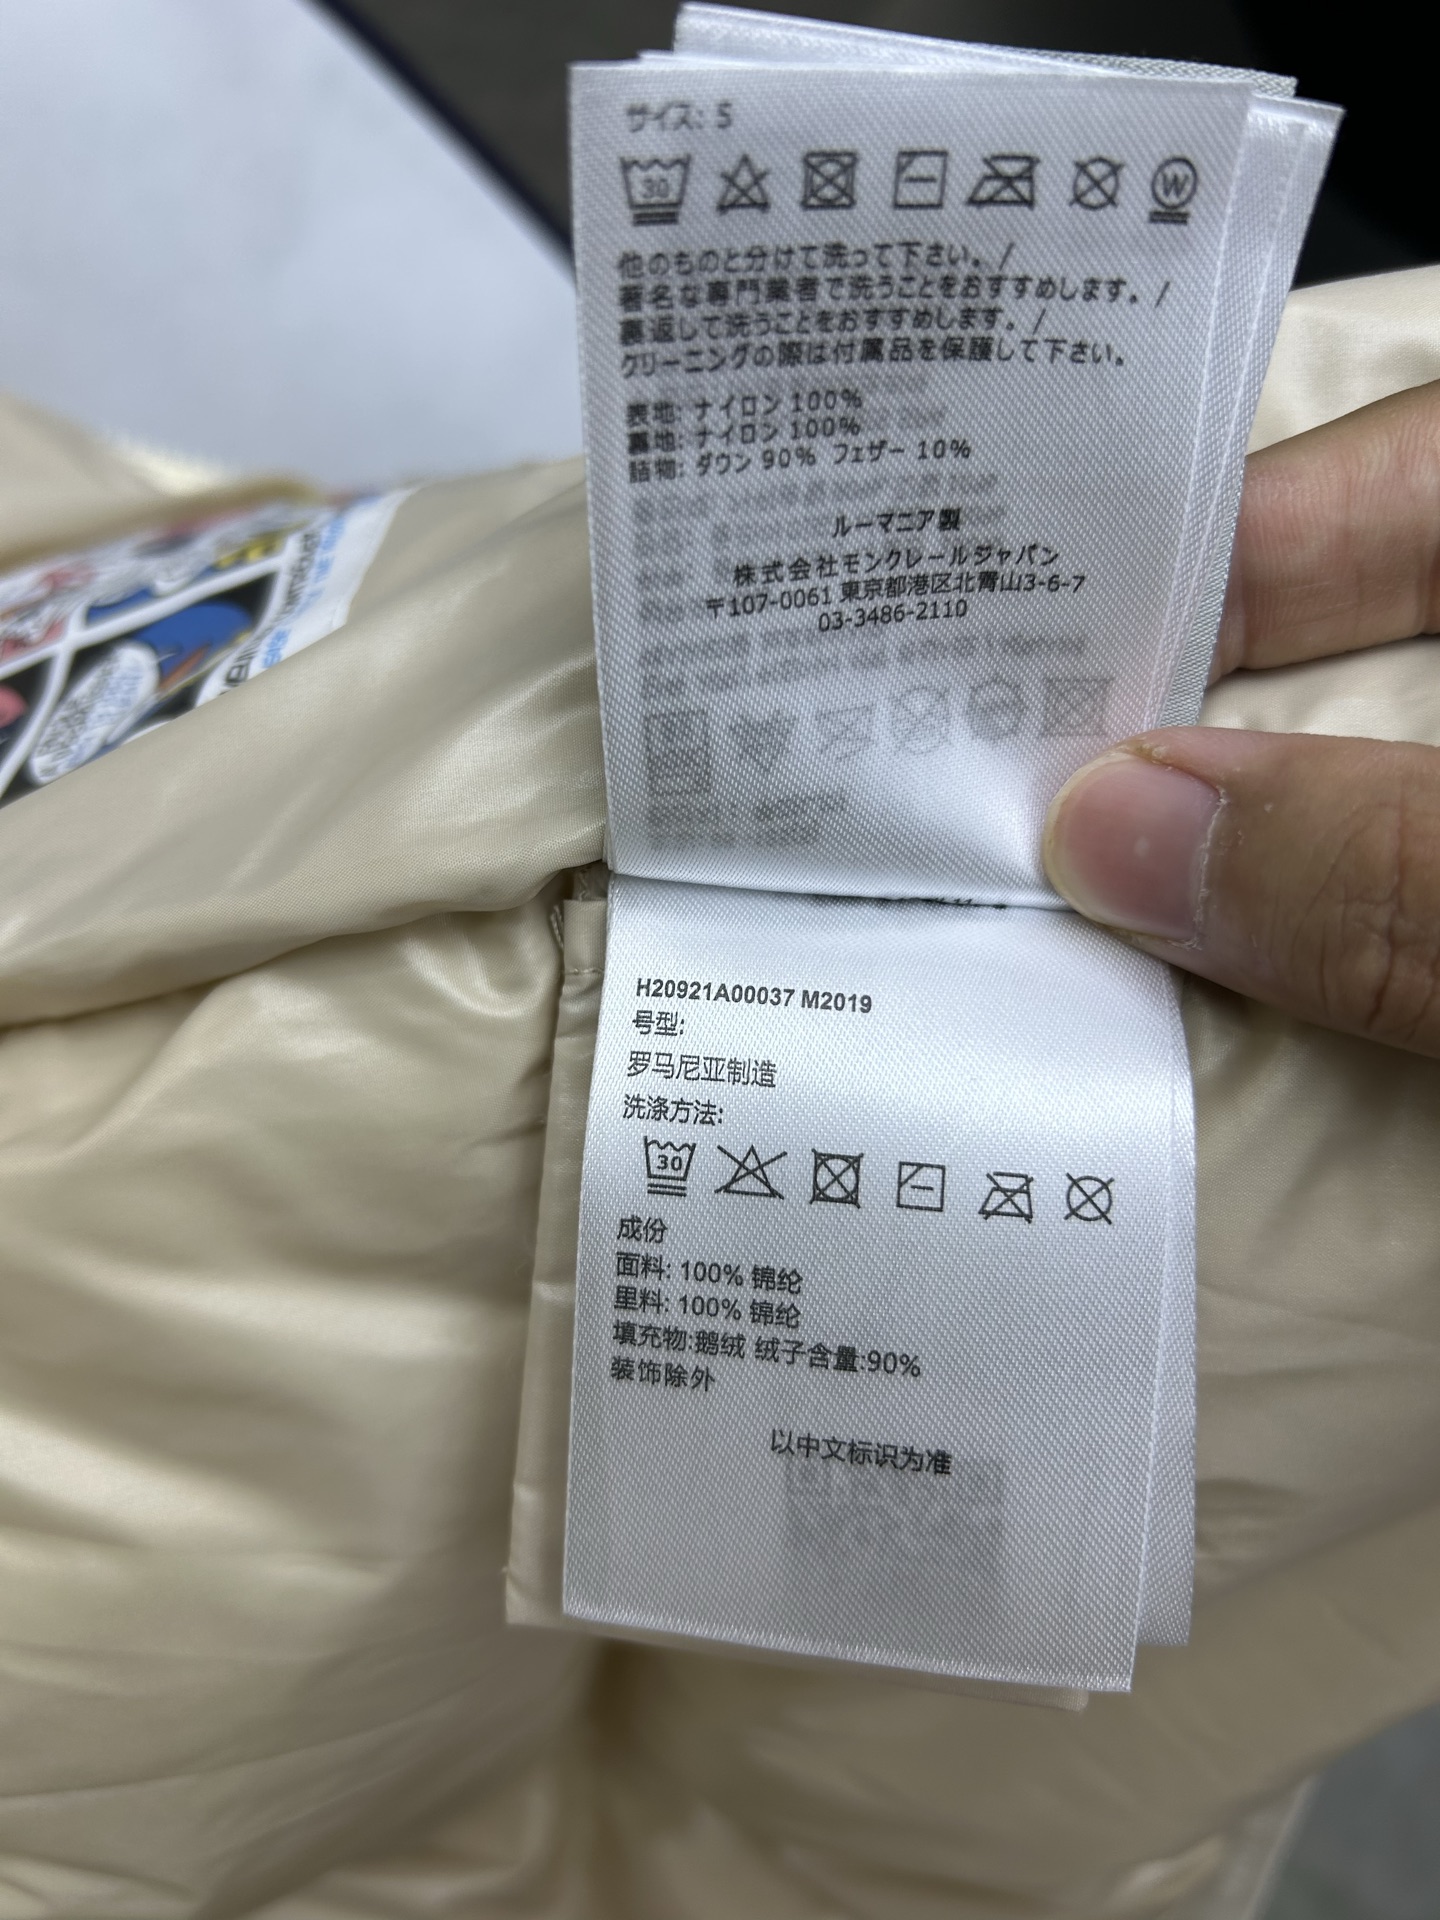 サイズ: S
30
W
他のものと分けて洗って下さい。/
著名な専門業者で洗うことをおすすめします。/
裏返して洗うことをおすすめします。/
クリーニングの際は付属品を保護して下さい。
表地: ナイロン 100%
裏地: ナイロン 100%
詰物: ダウン 90% フェザー 10%
ルーマニア製
株式会社モンクレールジャパン
〒107-0061 東京都港区北青山3-6-7
03-3486-2110
H20921A00037 M2019
号型:
罗马尼亚制造
洗涤方法:
30
成份
面料: 100% 锦纶
里料: 100% 锦纶
填充物:鹅绒 绒子含量:90%
装饰除外
以中文标识为准